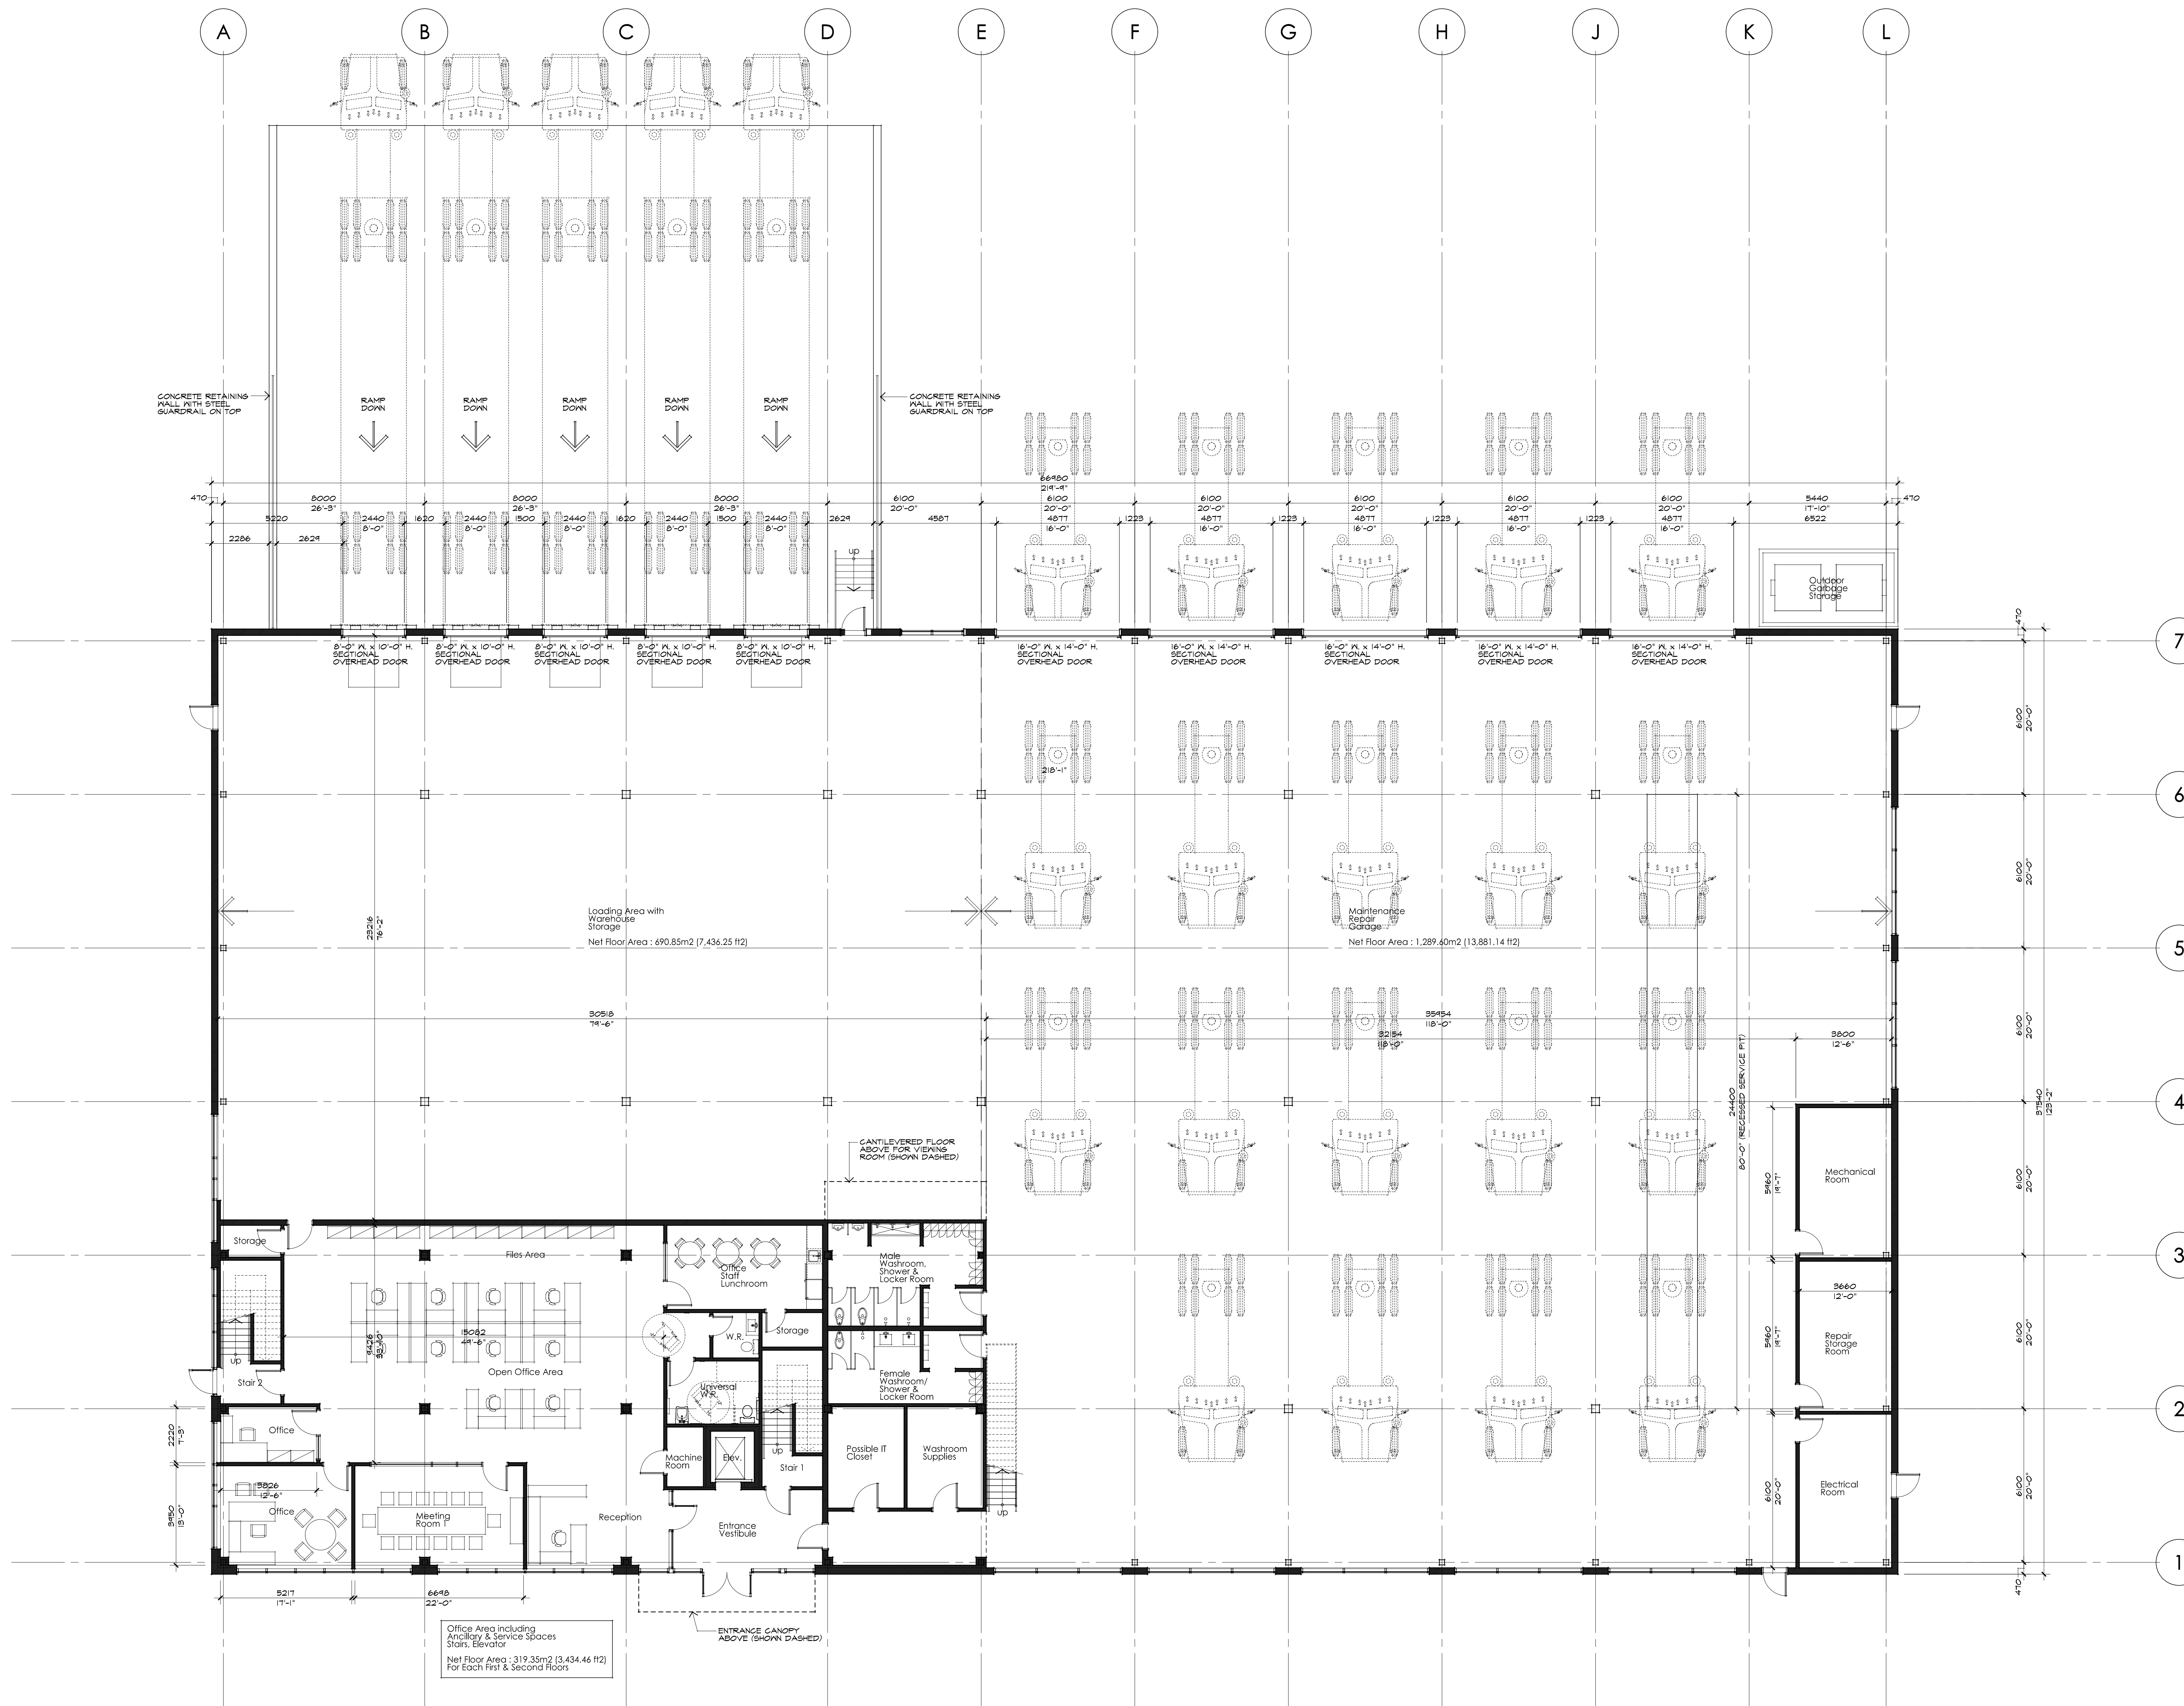 A
B
C
D
E
F
G
H
J
K
L
CONCRETE RETAINING
WALL WITH STEEL
GUARDRAIL ON TOP
RAMP
DOWN
RAMP
DOWN
RAMP
DOWN
RAMP
DOWN
RAMP
DOWN
CONCRETE RETAINING
WALL WITH STEEL
GUARDRAIL ON TOP
66980
219'-9"
470
8000
26'-3"
8000
26'-3"
8000
26'-3"
6100
20'-0"
6100
20'-0"
6100
20'-0"
6100
20'-0"
6100
20'-0"
6100
20'-0"
5440
17'-10"
470
5220
2440
8'-0"
1620
2440
8'-0"
1500
2440
8'-0"
1620
2440
8'-0"
1500
2440
8'-0"
2629
4587
4877
16'-0"
1223
4877
16'-0"
1223
4877
16'-0"
1223
4877
16'-0"
1223
4877
16'-0"
6522
2286
2629
up
Outdoor
Garbage
Storage
470
7
8'-0" W. x 10'-0" H.
SECTIONAL
OVERHEAD DOOR
8'-0" W. x 10'-0" H.
SECTIONAL
OVERHEAD DOOR
8'-0" W. x 10'-0" H.
SECTIONAL
OVERHEAD DOOR
8'-0" W. x 10'-0" H.
SECTIONAL
OVERHEAD DOOR
8'-0" W. x 10'-0" H.
SECTIONAL
OVERHEAD DOOR
16'-0" W. x 14'-0" H.
SECTIONAL
OVERHEAD DOOR
16'-0" W. x 14'-0" H.
SECTIONAL
OVERHEAD DOOR
16'-0" W. x 14'-0" H.
SECTIONAL
OVERHEAD DOOR
16'-0" W. x 14'-0" H.
SECTIONAL
OVERHEAD DOOR
16'-0" W. x 14'-0" H.
SECTIONAL
OVERHEAD DOOR
6100
20'-0"
218'-1"
6
6100
20'-0"
23216
76'-2"
Loading Area with
Warehouse
Storage
Net Floor Area : 690.85m2 (7,436.25 ft2)
Maintenance
Repair
Garage
Net Floor Area : 1,289.60m2 (13,881.14 ft2)
5
30518
79'-6"
35954
118'-0"
32154
118'-0"
3800
12'-6"
6100
20'-0"
24400
80'-0" (RECESSED SERVICE PIT)
37540
123'-2"
4
CANTILEVERED FLOOR
ABOVE FOR VIEWING
ROOM (SHOWN DASHED)
5960
19'-7"
Mechanical
Room
6100
20'-0"
Storage
Files Area
Office
Staff
Lunchroom
Male
Washroom,
Shower &
Locker Room
3
3660
12'-0"
9426
15082
49'-6"
W.R.
Storage
5960
19'-7"
Repair
Storage
Room
6100
20'-0"
up
Stair 2
Open Office Area
Universal
W.R.
Female
Washroom/
Shower &
Locker Room
2
2220
7'-3"
Office
Machine
Room
Elev.
up
Stair 1
Possible IT
Closet
Washroom
Supplies
6100
20'-0"
Electrical
Room
6100
20'-0"
3826
12'-6"
3950
13'-0"
Office
Meeting
Room 1
Reception
Entrance
Vestibule
up
1
470
5217
17'-1"
6698
22'-0"
ENTRANCE CANOPY
ABOVE (SHOWN DASHED)
Office Area including
Ancillary & Service Spaces
Stairs, Elevator
Net Floor Area : 319.35m2 (3,434.46 ft2)
For Each First & Second Floors